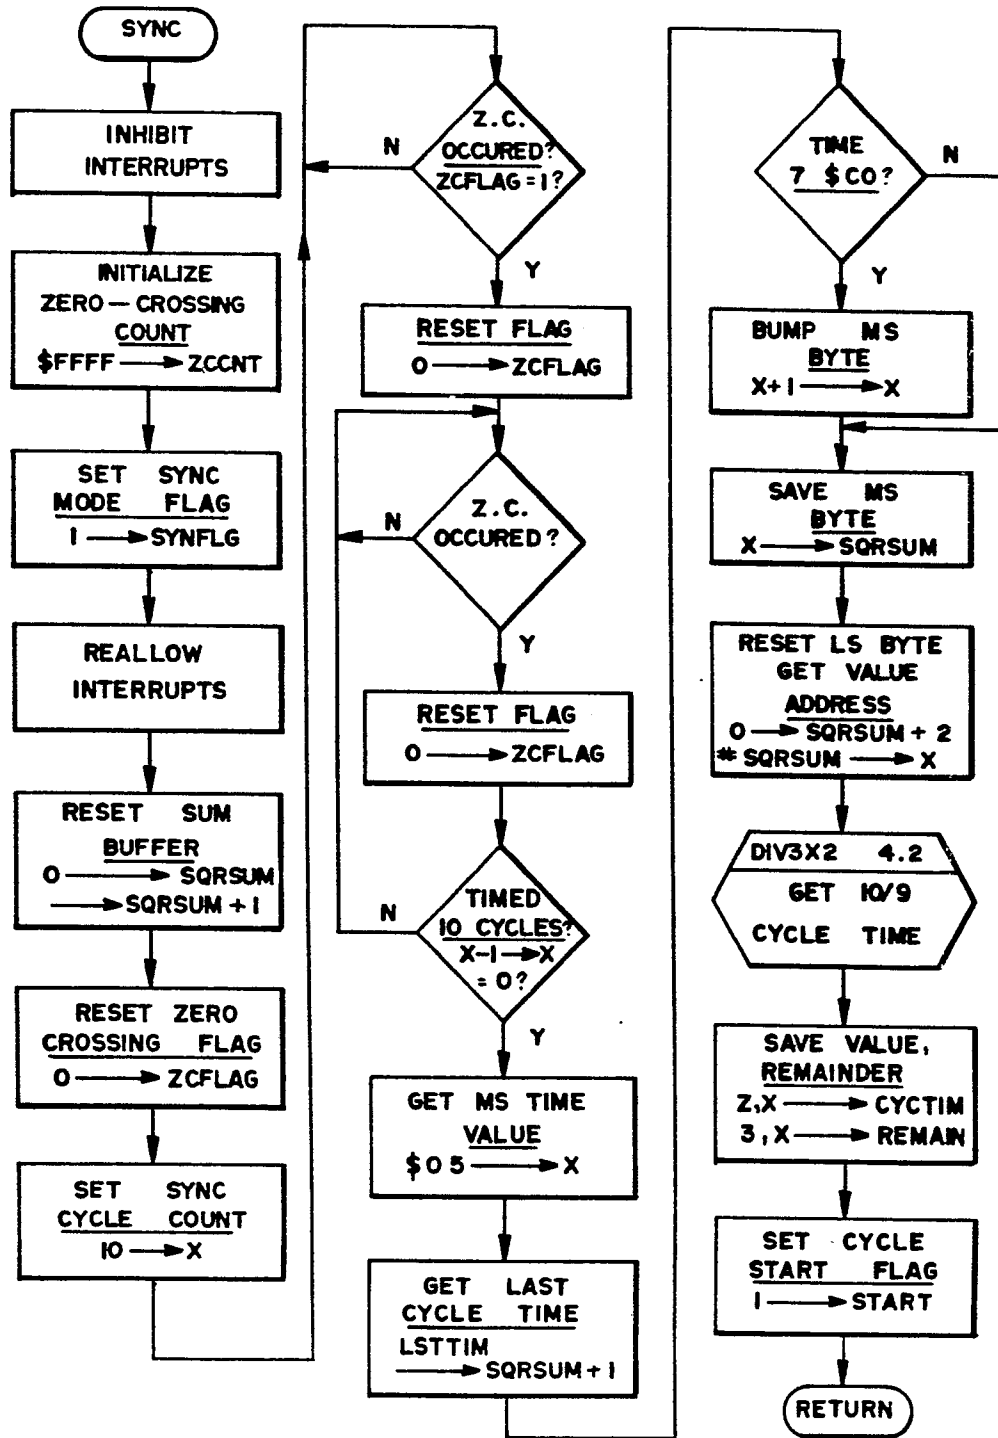 SYNC
INHIBIT
INTERRUPTS
INITIALIZE
ZERO — CROSSING
COUNT
$FFFF → ZCCNT
SET SYNC
MODE FLAG
1 → SYNFLG
REALLOW
INTERRUPTS
RESET SUM
BUFFER
0 → SQRSUM
→ SQRSUM + 1
RESET ZERO
CROSSING FLAG
0 → ZCFLAG
SET SYNC
CYCLE COUNT
10 → X
Z.C.
OCCURED?
ZCFLAG = 1?
N
Y
RESET FLAG
0 → ZCFLAG
Z.C.
OCCURED?
N
Y
RESET FLAG
0 → ZCFLAG
TIMED
10 CYCLES?
X-1 → X
= 0?
N
Y
GET MS TIME
VALUE
$05 → X
GET LAST
CYCLE TIME
LSTTIM
→ SQRSUM + 1
TIME
7 $CO?
N
Y
BUMP MS
BYTE
X+1 → X
SAVE MS
BYTE
X → SQRSUM
RESET LS BYTE
GET VALUE
ADDRESS
0 → SQRSUM + 2
# SQRSUM → X
DIV3X2 4.2
GET 10/9
CYCLE TIME
SAVE VALUE,
REMAINDER
Z,X → CYCTIM
3,X → REMAIN
SET CYCLE
START FLAG
1 → START
RETURN